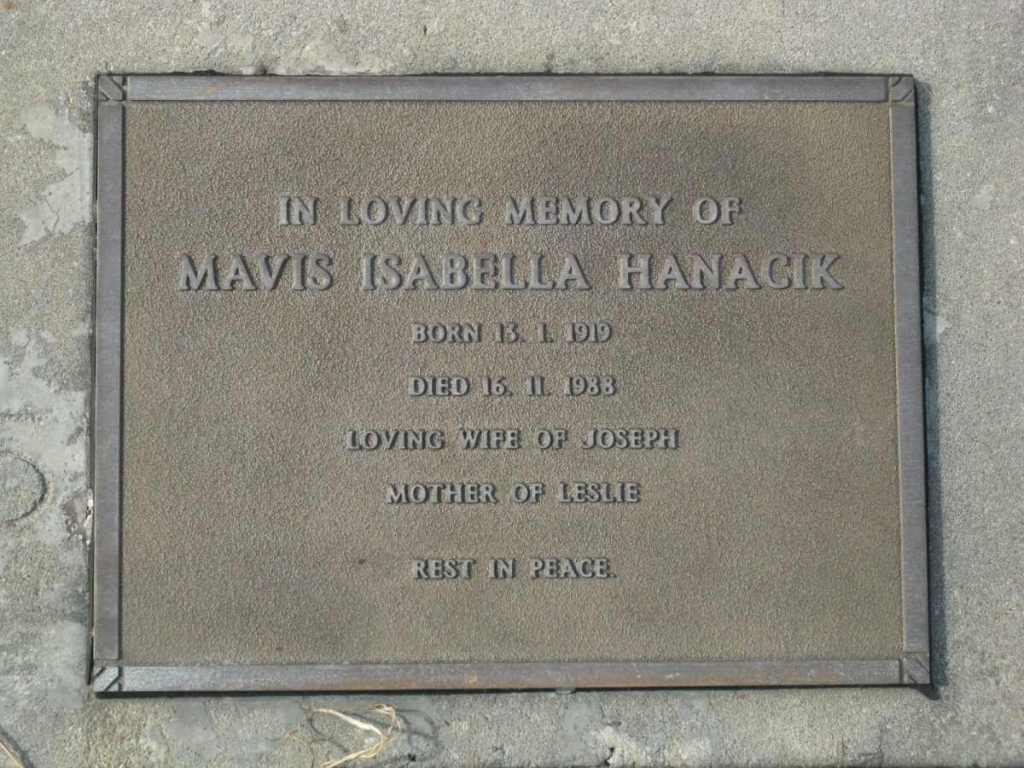 IN LOVING MEMORY OF
MAVIS ISABELLA HANACIK
BORN 13. 1. 1919
DIED 16. 11. 1988
LOVING WIFE OF JOSEPH
MOTHER OF LESLIE
REST IN PEACE.